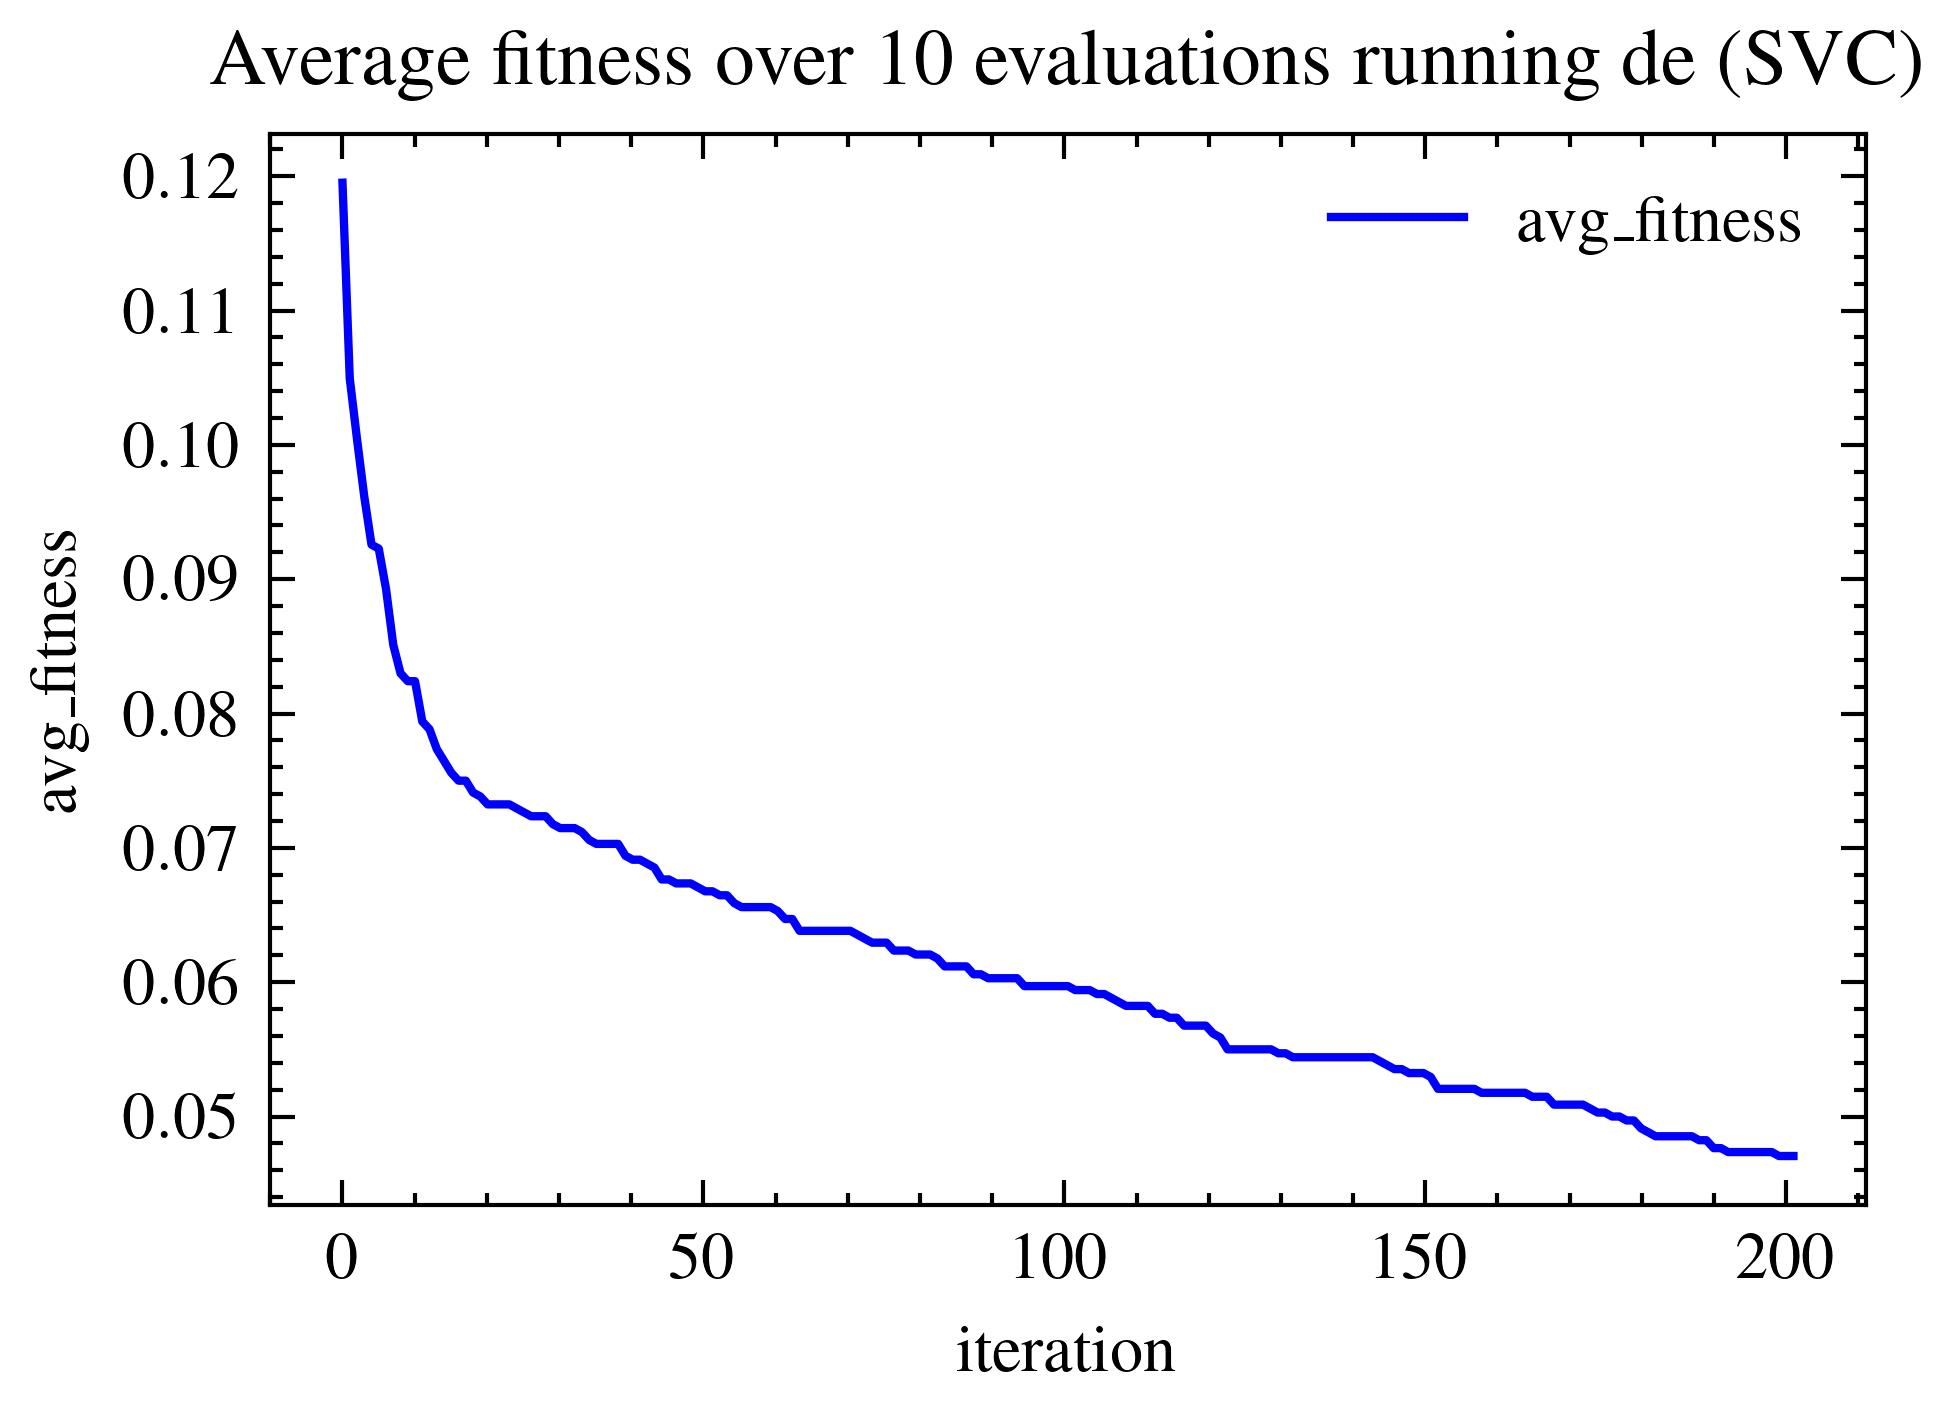 Average fitness over 10 evaluations running de (SVC)
avg_fitness
0.12
0.11
0.10
0.09
0.08
0.07
0.06
0.05
avg_fitness
0 50 100 150 200
iteration